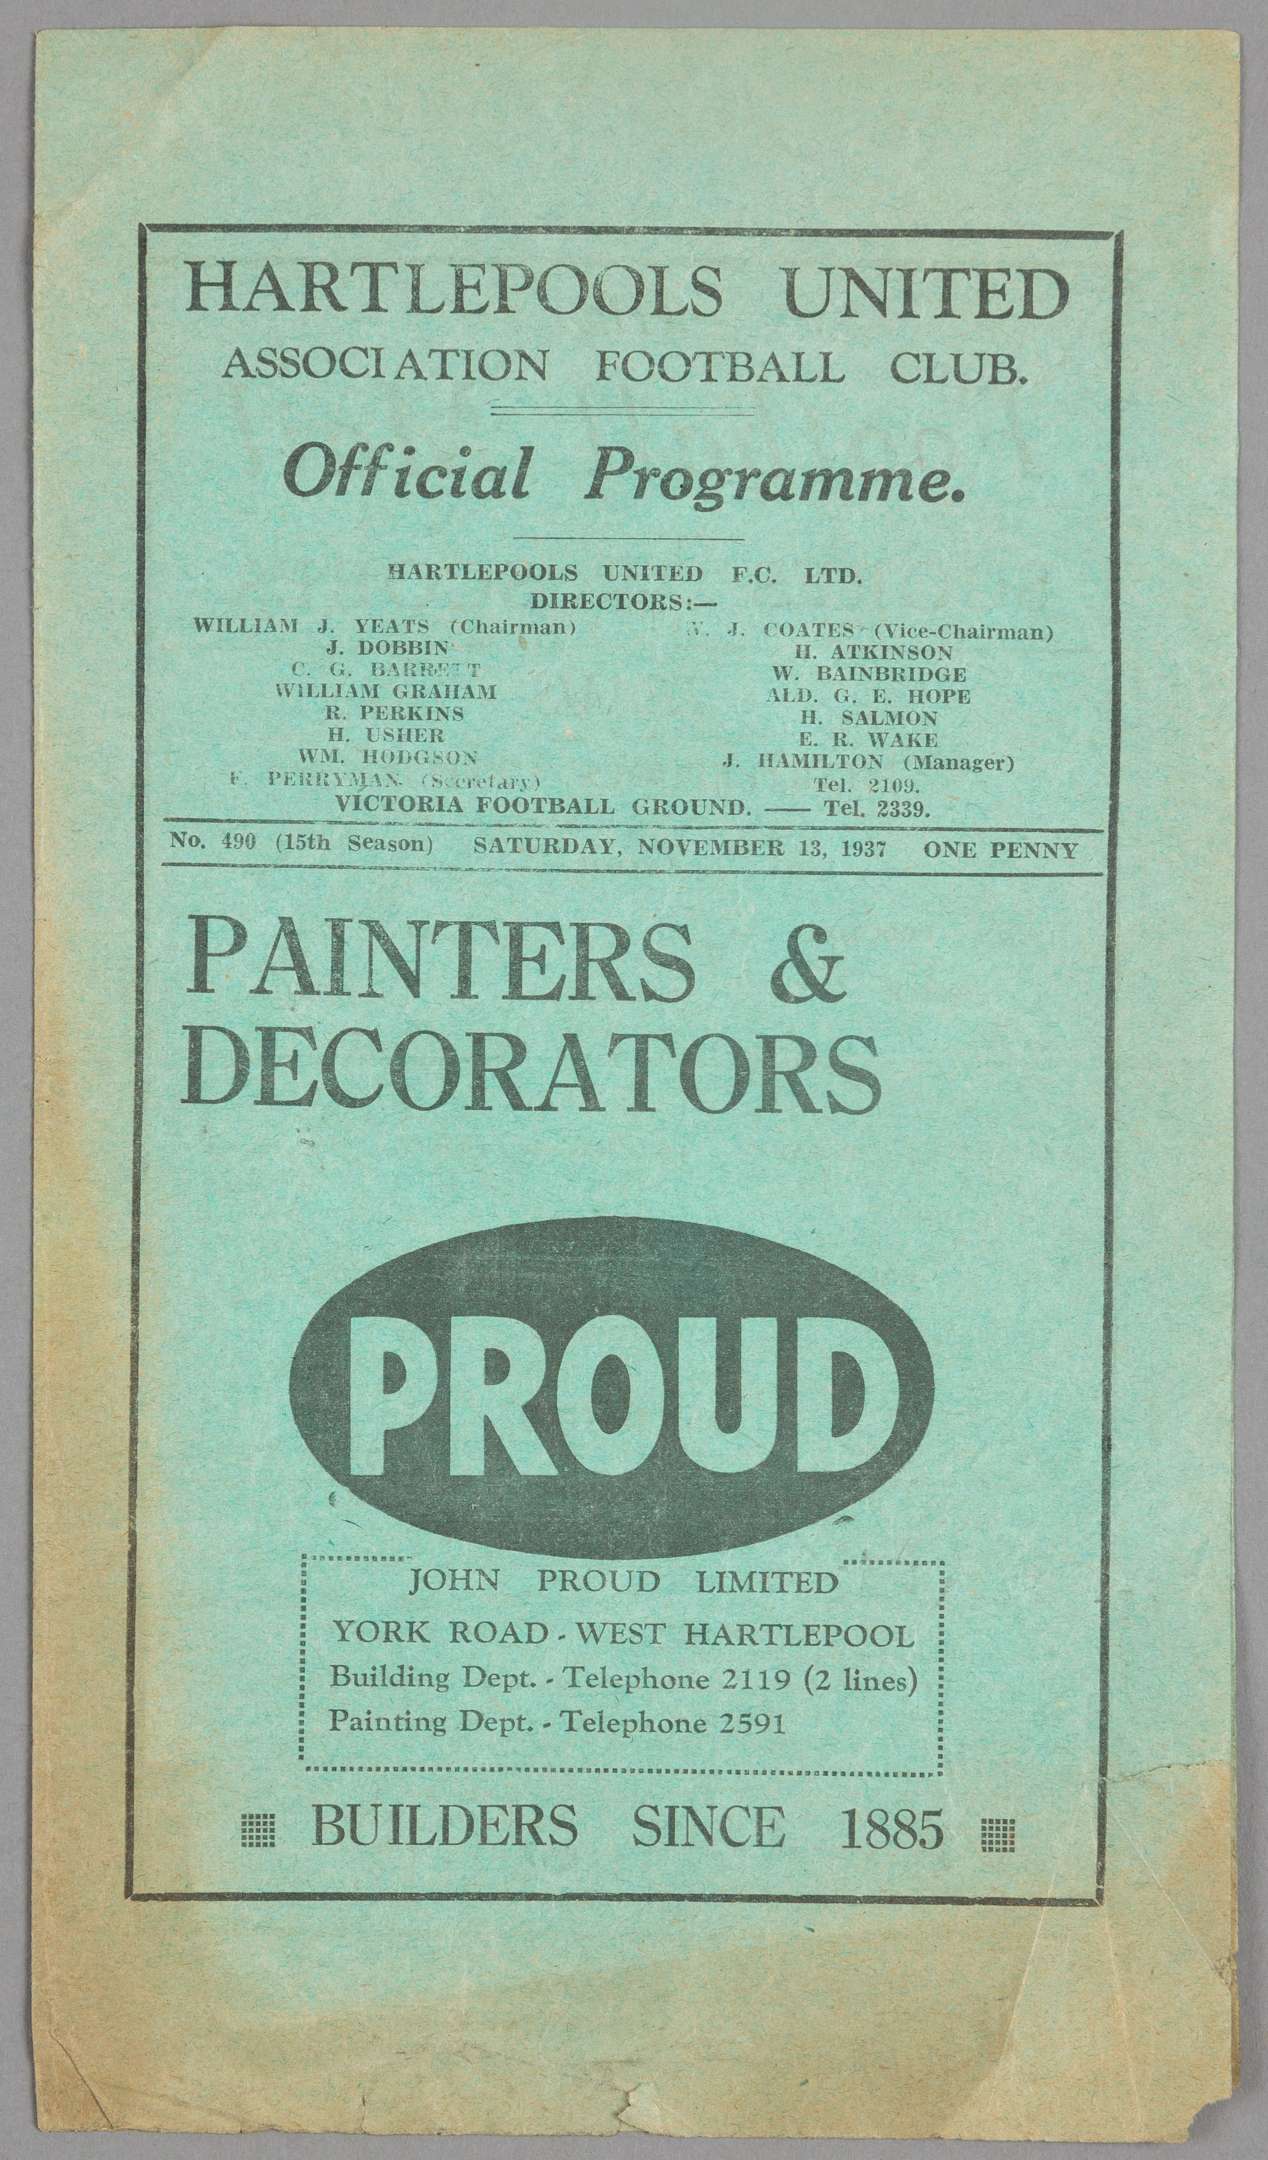 HARTLEPOOLS UNITED
ASSOCIATION FOOTBALL CLUB.
Official Programme.
HARTLEPOOLS UNITED F.C. LTD.
DIRECTORS:—
WILLIAM J. YEATS (Chairman)
J. DOBBIN
C. G. BARRETT
WILLIAM GRAHAM
R. PERKINS
H. USHER
WM. HODGSON
F. PERRYMAN (Secretary)
J. COATES (Vice-Chairman)
H. ATKINSON
W. BAINBRIDGE
ALD. G. E. HOPE
H. SALMON
E. R. WAKE
J. HAMILTON (Manager)
Tel. 2109.
VICTORIA FOOTBALL GROUND. — Tel. 2339.
No. 490 (15th Season) SATURDAY, NOVEMBER 13, 1937 ONE PENNY
PAINTERS &
DECORATORS
PROUD
JOHN PROUD LIMITED
YORK ROAD - WEST HARTLEPOOL
Building Dept. - Telephone 2119 (2 lines)
Painting Dept. - Telephone 2591
BUILDERS SINCE 1885